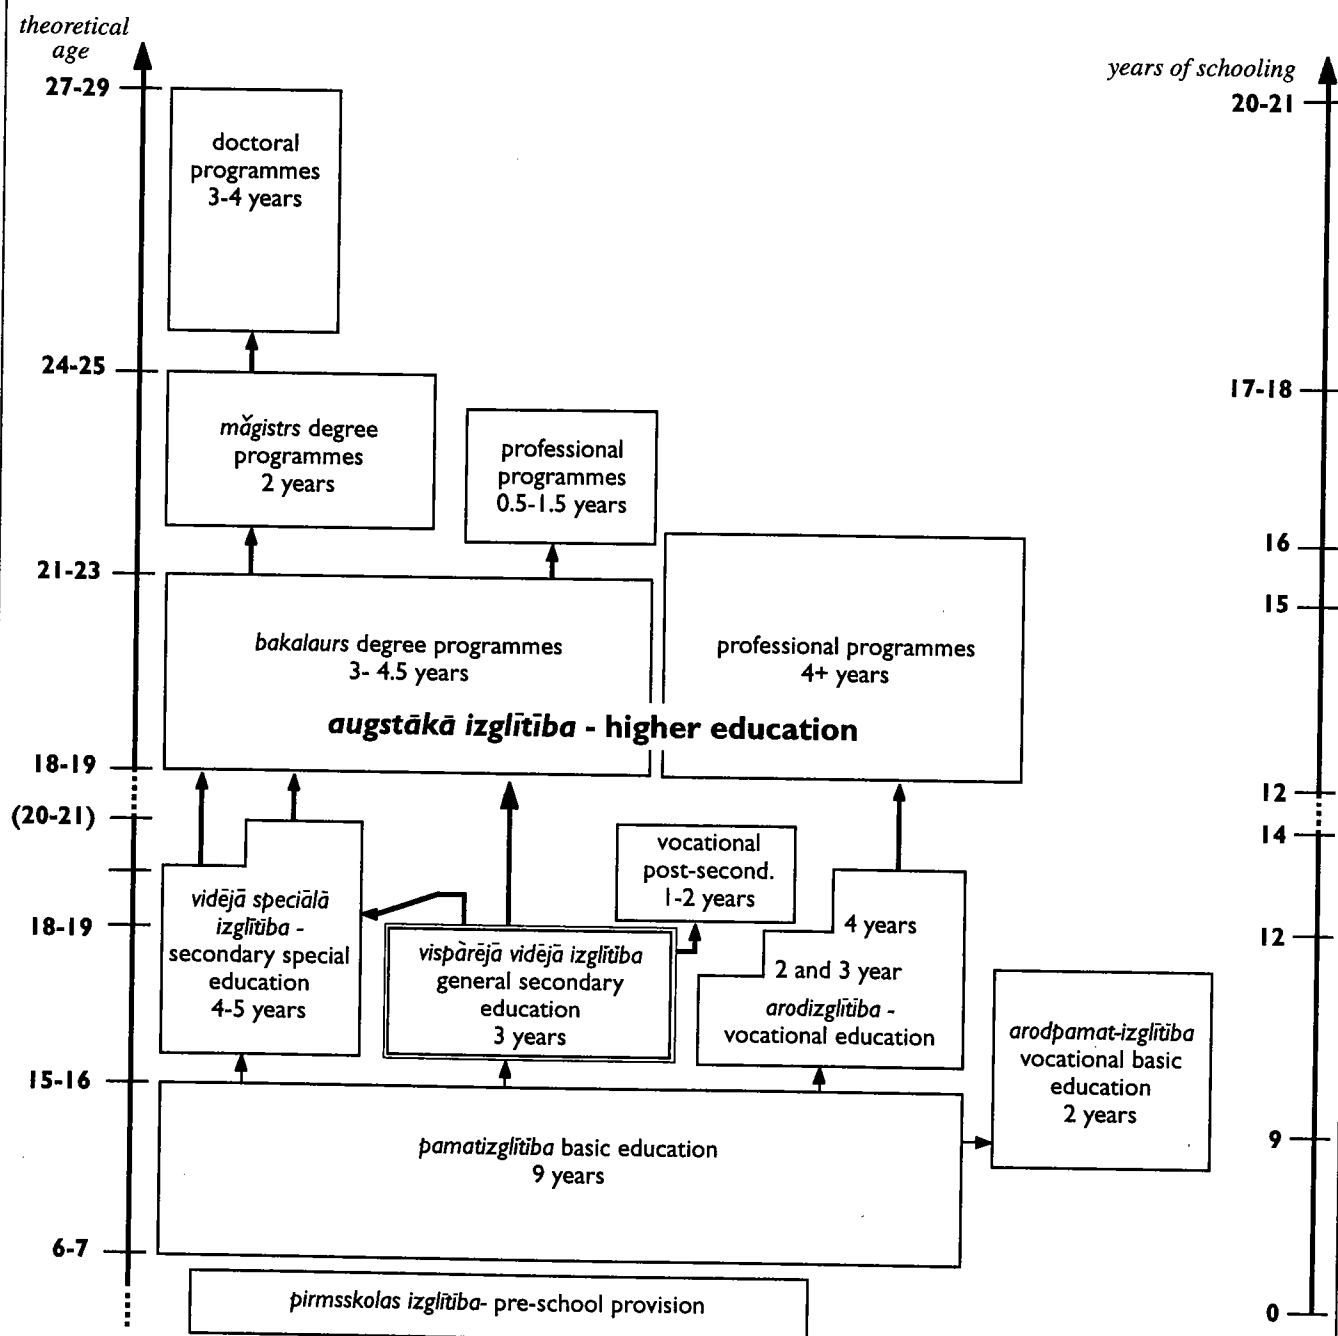 theoretical
age
27-29
years of schooling
20-21
doctoral
programmes
3-4 years
24-25
17-18
măgistrs degree
programmes
2 years
professional
programmes
0.5-1.5 years
16
21-23
15
bakalaurs degree programmes
3- 4.5 years
professional programmes
4+ years
augstākā izglītība - higher education
18-19
12
(20-21)
14
vidējā speciālā
izglītība -
secondary special
education
4-5 years
vocational
post-second.
1-2 years
4 years
18-19
12
vispàrējā vidējā izglītība
general secondary
education
3 years
2 and 3 year
arodizglītība -
vocational education
arodpamat-izglītība
vocational basic
education
2 years
15-16
9
pamatizglītība basic education
9 years
6-7
pirmsskolas izglītība- pre-school provision
0